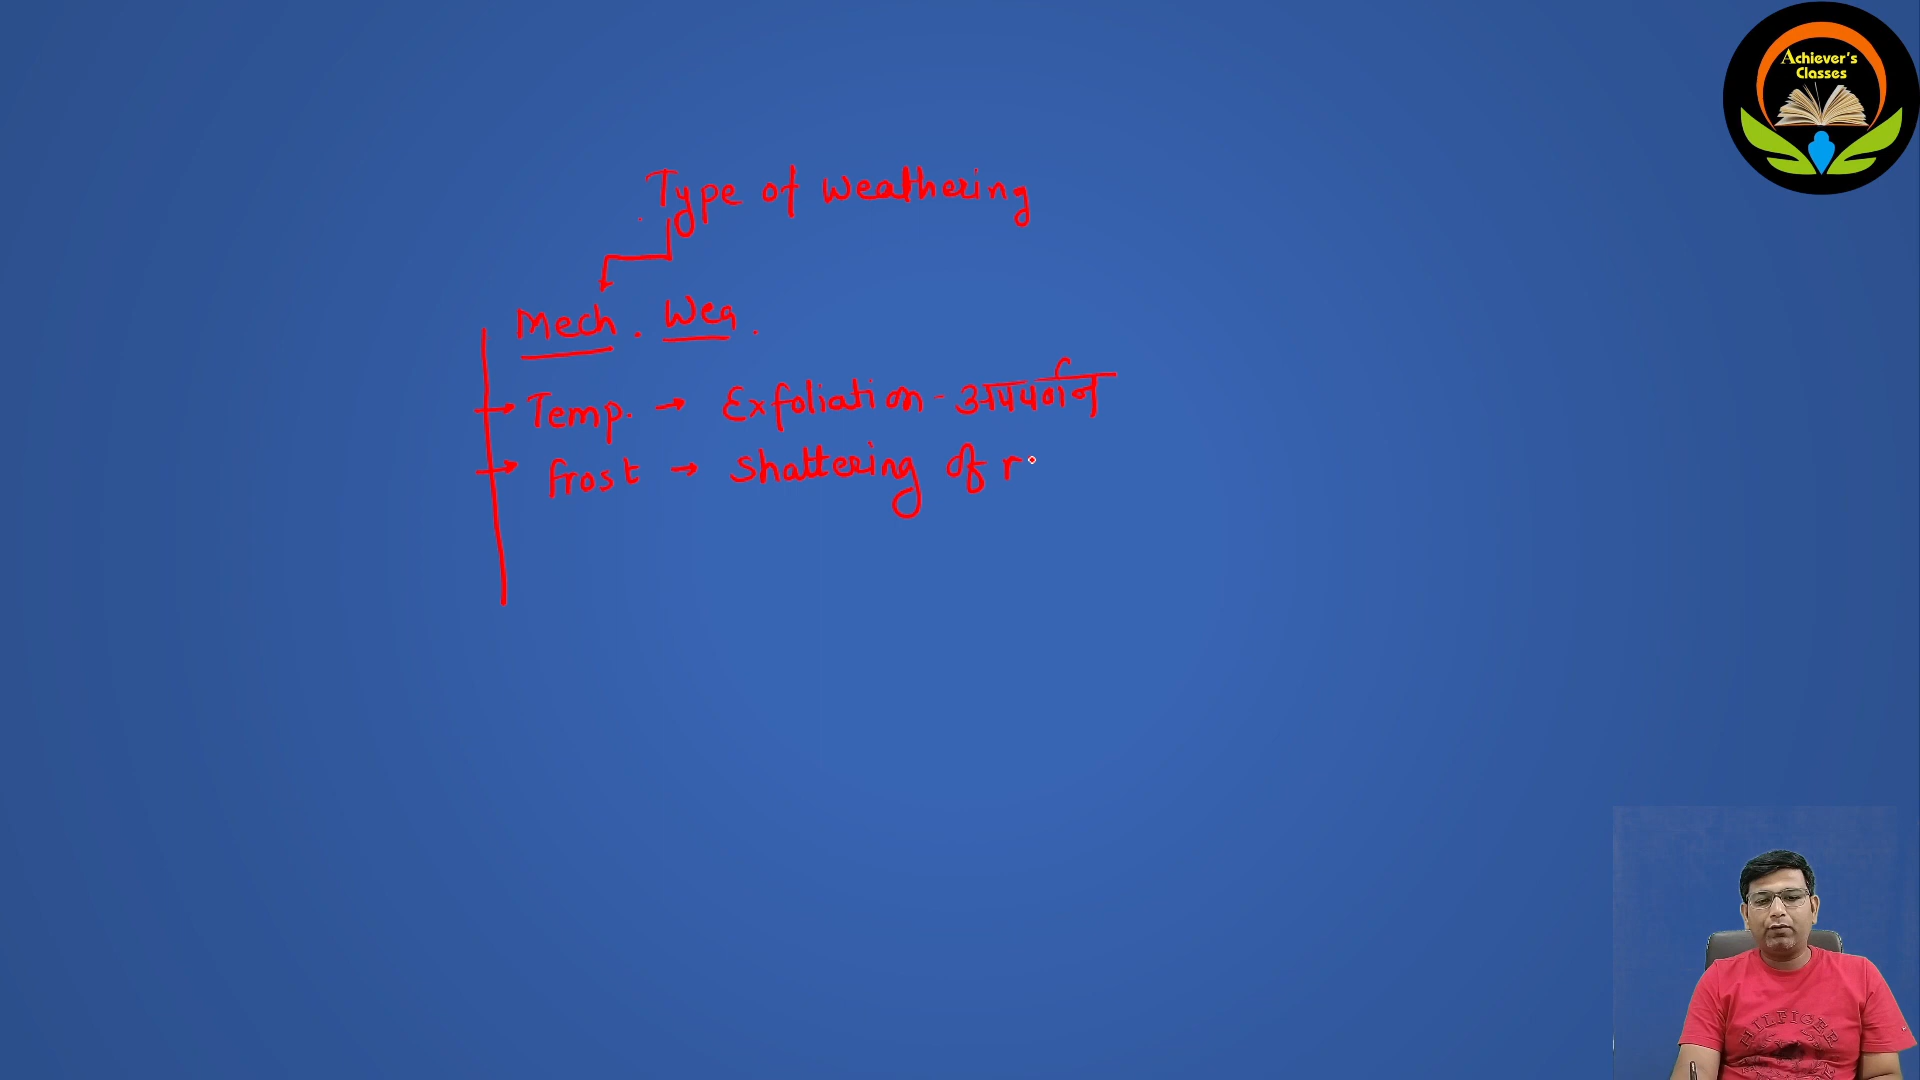 Achiever's
Classes
Type of Weathering
Mech. Wea.
Temp. → Exfoliation - अपपर्णन
frost → Shattering of r